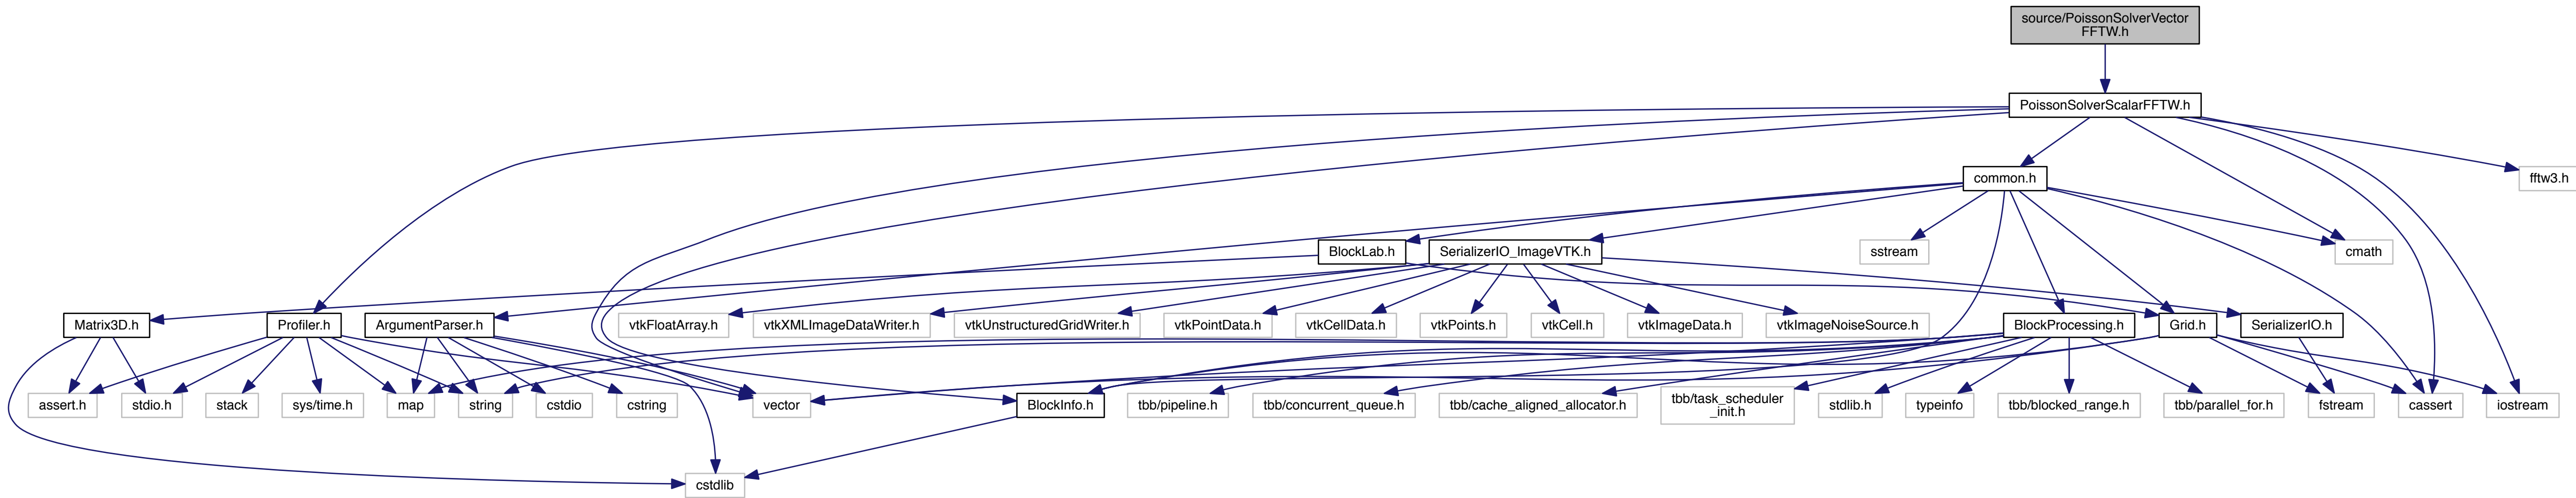 source/PoissonSolverVector
FFTW.h
PoissonSolverScalarFFTW.h
common.h
fftw3.h
BlockLab.h
SerializerIO_ImageVTK.h
sstream
cmath
Matrix3D.h
Profiler.h
ArgumentParser.h
vtkFloatArray.h
vtkXMLImageDataWriter.h
vtkUnstructuredGridWriter.h
vtkPointData.h
vtkCellData.h
vtkPoints.h
vtkCell.h
vtkImageData.h
vtkImageNoiseSource.h
BlockProcessing.h
Grid.h
SerializerIO.h
assert.h
stdio.h
stack
sys/time.h
map
string
cstdio
cstring
vector
BlockInfo.h
tbb/pipeline.h
tbb/concurrent_queue.h
tbb/cache_aligned_allocator.h
tbb/task_scheduler
_init.h
stdlib.h
typeinfo
tbb/blocked_range.h
tbb/parallel_for.h
fstream
cassert
iostream
cstdlib